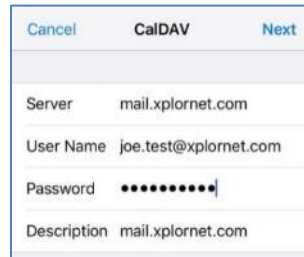 Cancel CalDAV Next
Server mail.xplornet.com
User Name joe.test@xplornet.com
Password ●●●●●●●●●●
Description mail.xplornet.com